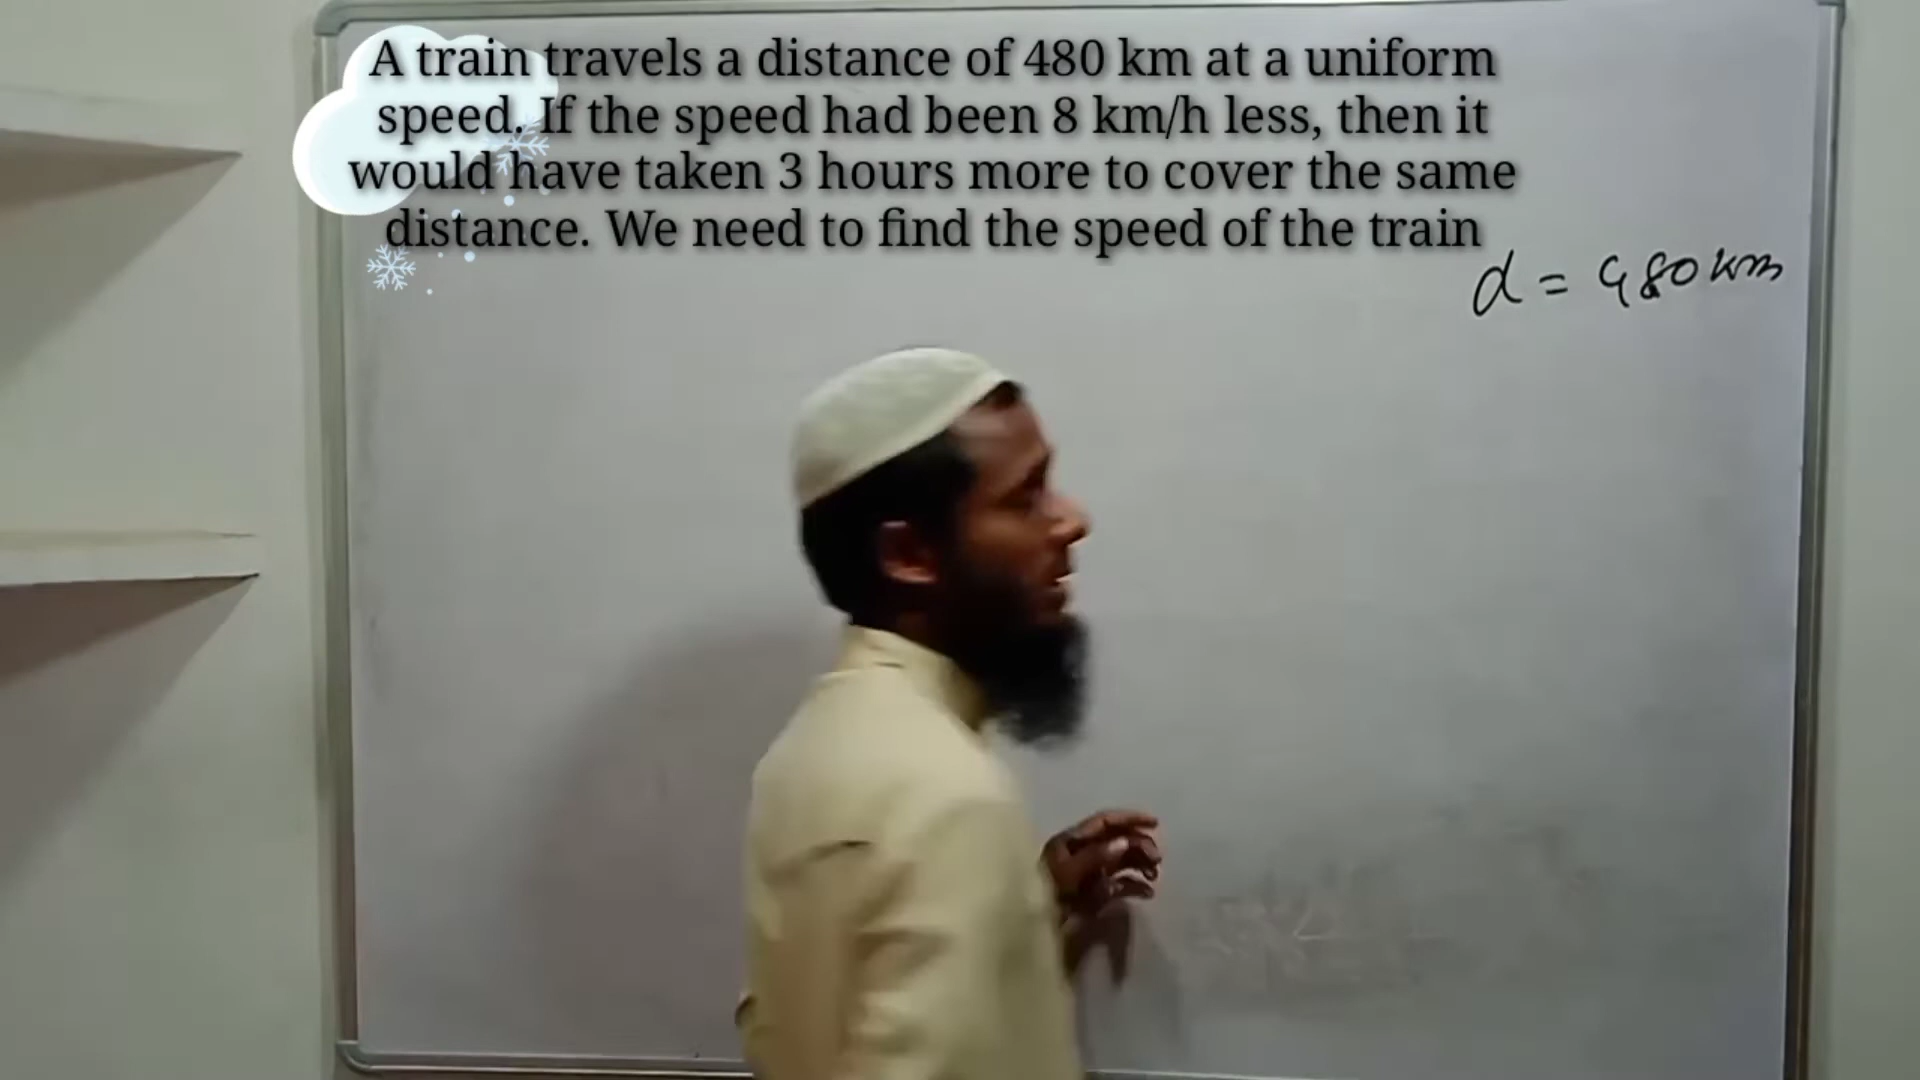 A train travels a distance of 480 km at a uniform
speed. If the speed had been 8 km/h less, then it
would have taken 3 hours more to cover the same
distance. We need to find the speed of the train
d = 480 km